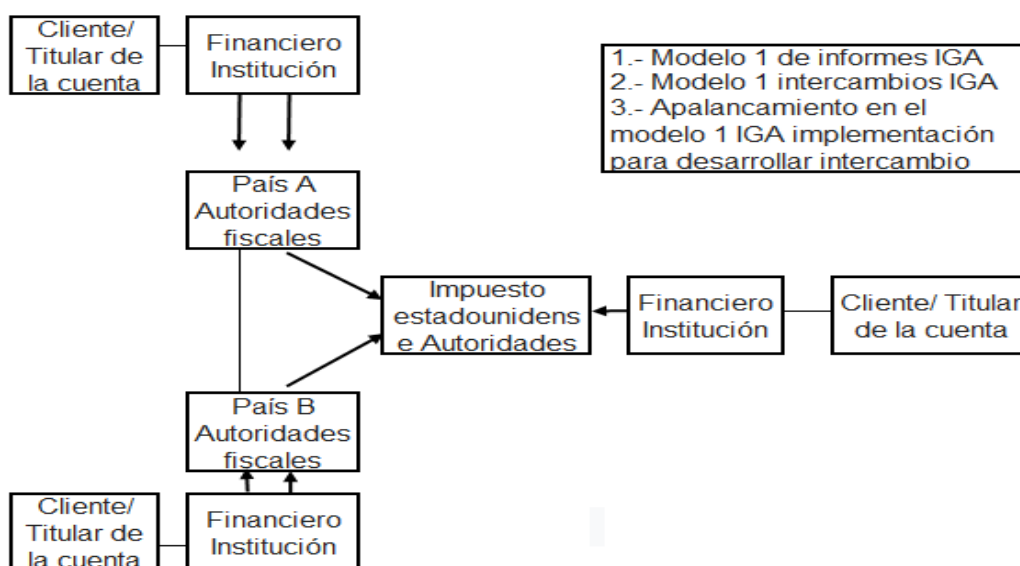 Cliente/
Titular de
la cuenta
Financiero
Institución
1.- Modelo 1 de informes IGA
2.- Modelo 1 intercambios IGA
3.- Apalancamiento en el
modelo 1 IGA implementación
para desarrollar intercambio
País A
Autoridades
fiscales
Impuesto
estadounidens
e Autoridades
Financiero
Institución
Cliente/ Titular
de la cuenta
País B
Autoridades
fiscales
Cliente/
Titular de
la cuenta
Financiero
Institución